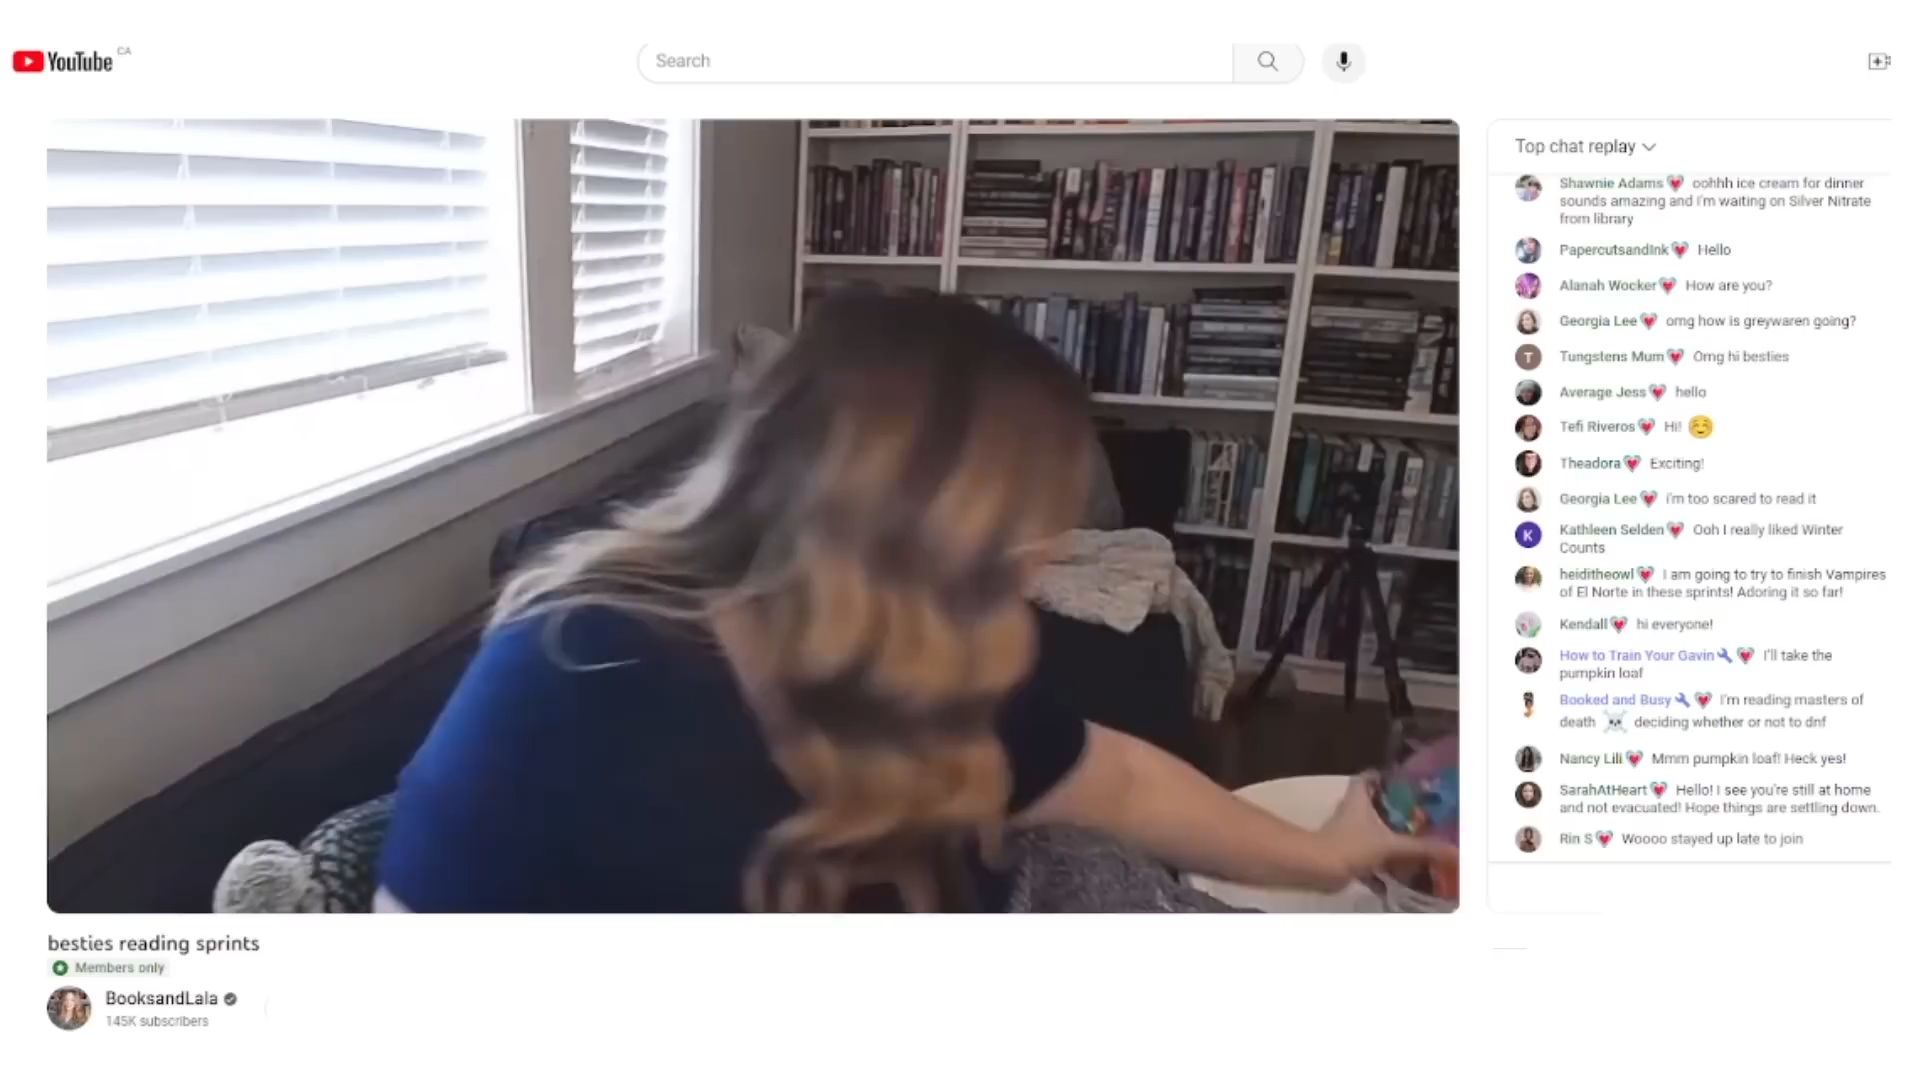 YouTube CA
Search
Top chat replay
Shawnie Adams oohhh ice cream for dinner
sounds amazing and I'm waiting on Silver Nitrate
from library
PapercutsandInk Hello
Alanah Wocker How are you?
Georgia Lee omg how is greywaren going?
T
Tungstens Mum Omg hi besties
Average Jess hello
Tefi Riveros Hi!
Theadora Exciting!
Georgia Lee i'm too scared to read it
K
Kathleen Selden Ooh I really liked Winter
Counts
heiditheowl I am going to try to finish Vampires
of El Norte in these sprints! Adoring it so far!
Kendall hi everyone!
How to Train Your Gavin I'll take the
pumpkin loaf
Booked and Busy I'm reading masters of
death deciding whether or not to dnf
Nancy Lili Mmm pumpkin loaf! Heck yes!
SarahAtHeart Hello! I see you're still at home
and not evacuated! Hope things are settling down.
Rin S Woooo stayed up late to join
besties reading sprints
Members only
BooksandLala
145K subscribers